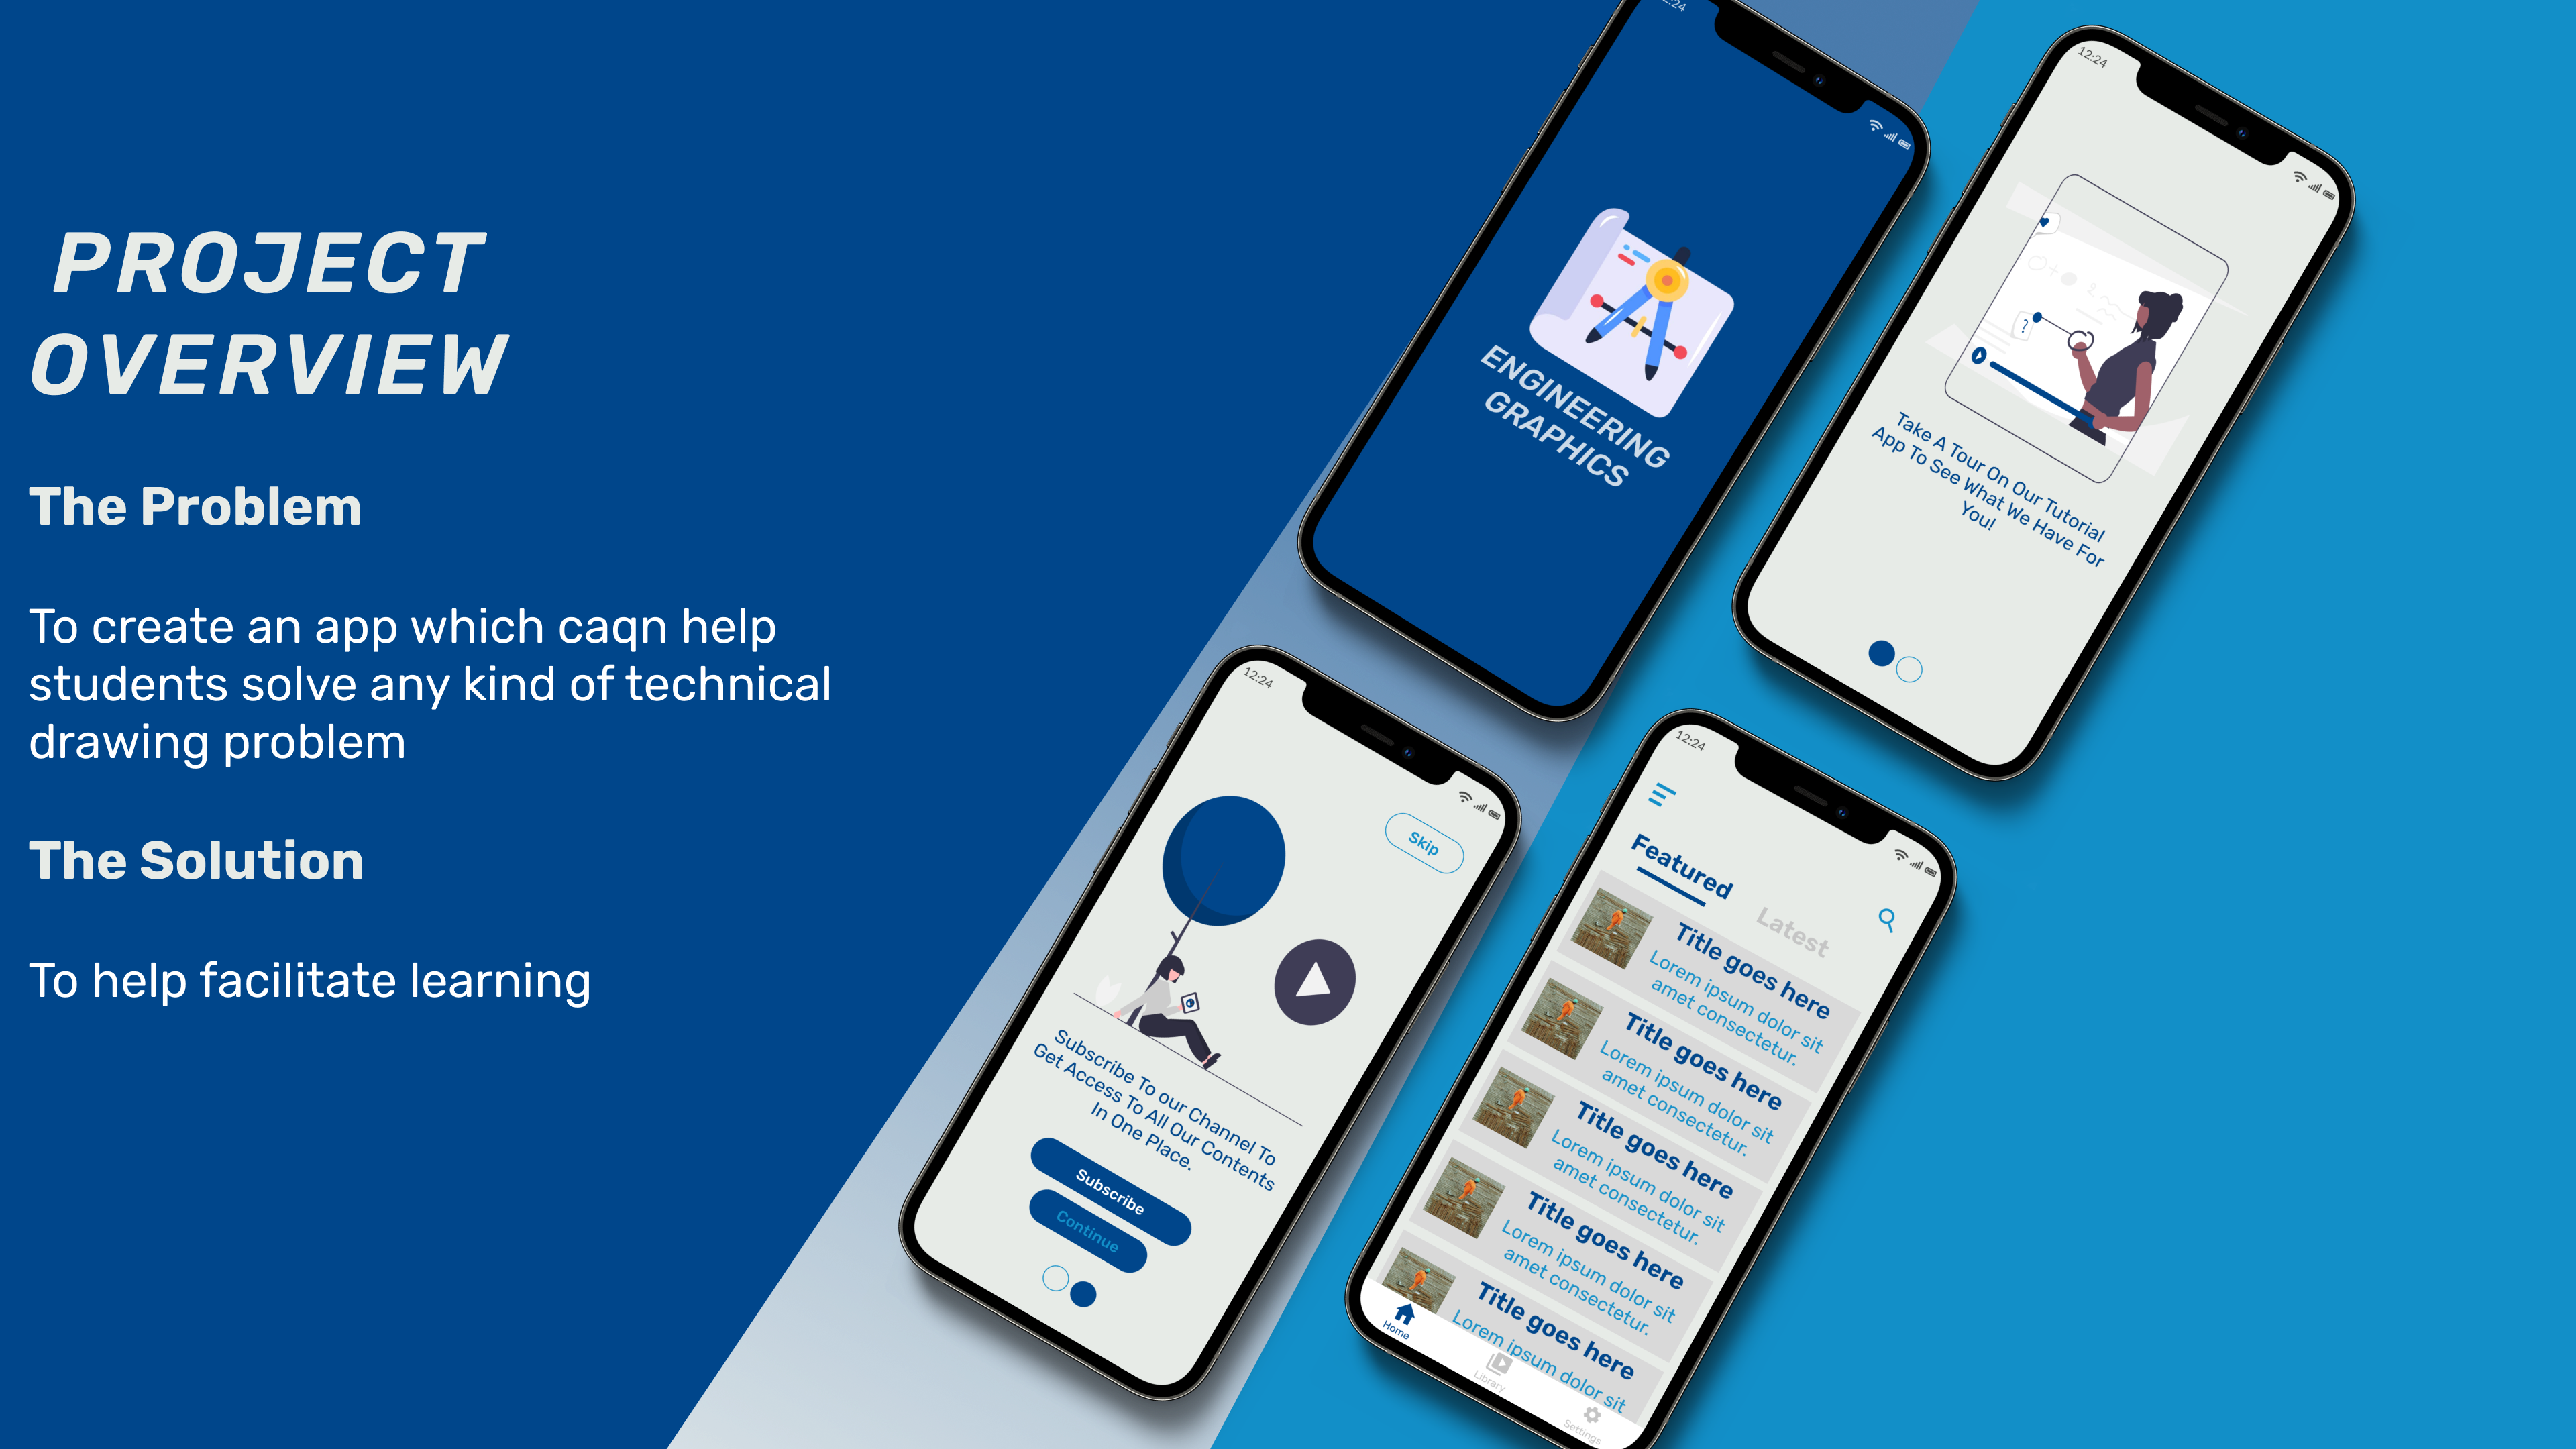 PROJECT
OVERVIEW
The Problem
To create an app which caqn help
students solve any kind of technical
drawing problem
The Solution
To help facilitate learning
:24
ENGINEERING
GRAPHICS
12:24
?
Take A Tour On Our Tutorial
App To See What We Have For
You!
12:24
Skip
Subscribe To our Channel To
Get Access To All Our Contents
In One Place.
Subscribe
Continue
12:24
Featured
Latest
Title goes here
Lorem ipsum dolor sit
amet consectetur.
Title goes here
Lorem ipsum dolor sit
amet consectetur.
Title goes here
Lorem ipsum dolor sit
amet consectetur.
Title goes here
Lorem ipsum dolor sit
amet consectetur.
Title goes here
Lorem ipsum dolor sit
Home
Library
Settings